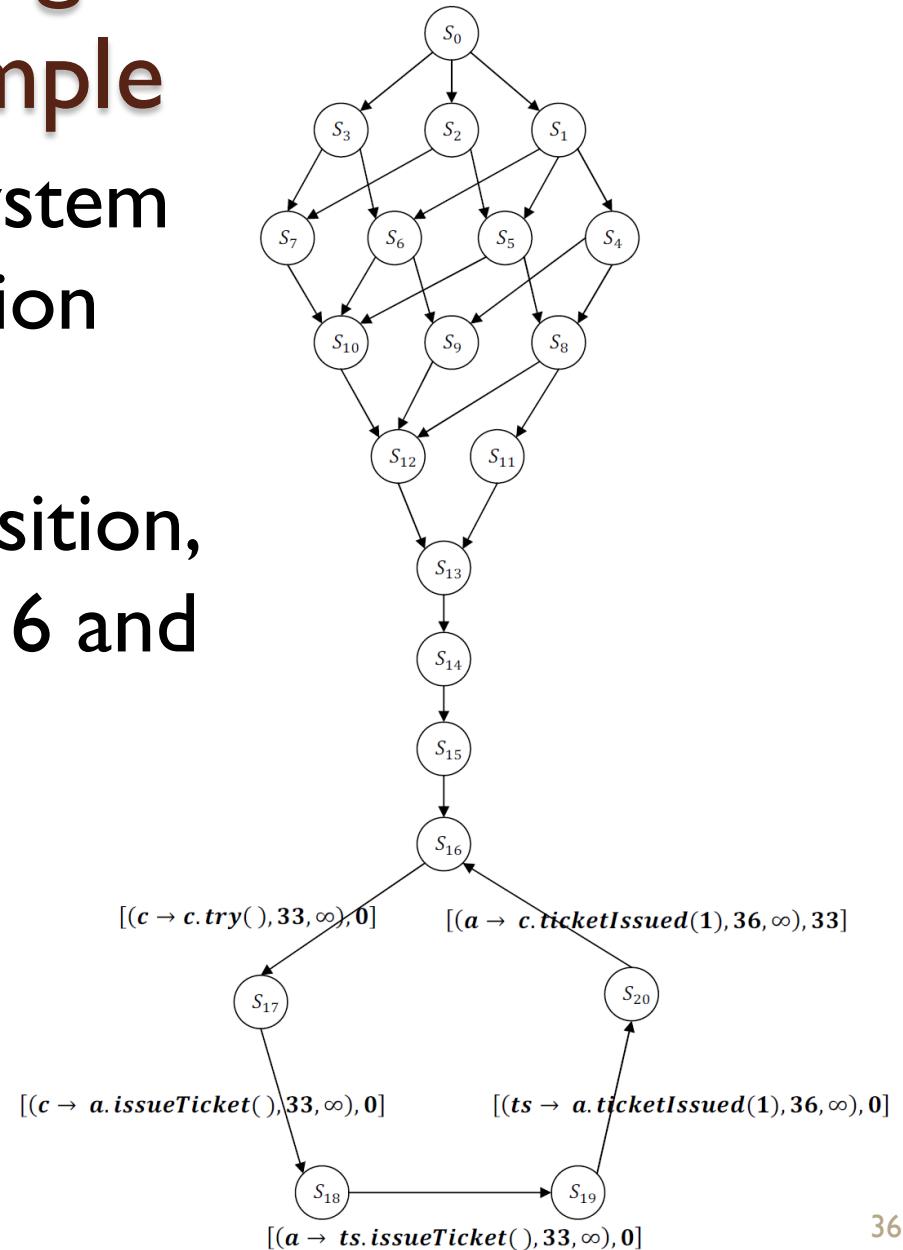 g
mple
S0
S3 S2 S1
ystem
S7 S6 S5 S4
ion
S10 S9 S8
S12 S11
sition,
S13
6 and
S14
S15
S16
[(c → c.try( ), 33, ∞), 0] [(a → c.ticketIssued(1), 36, ∞), 33]
S17 S20
[(c → a.issueTicket( ), 33, ∞), 0] [(ts → a.ticketIssued(1), 36, ∞), 0]
S18 S19
[(a → ts.issueTicket( ), 33, ∞), 0]
36